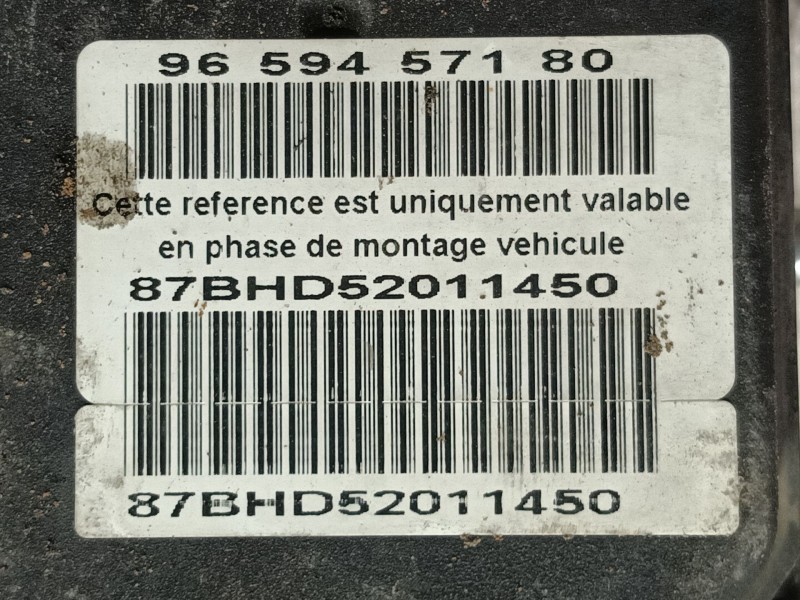 96 594 571 80
Cette reference est uniquement valable
en phase de montage vehicule
87BHD52011450
87BHD52011450